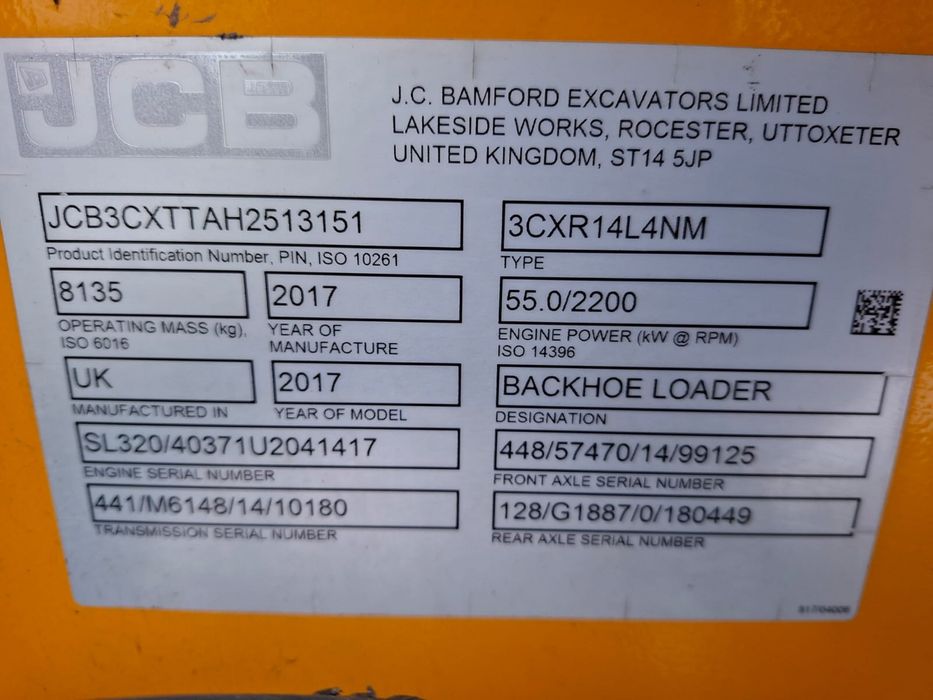 JCB
J.C. BAMFORD EXCAVATORS LIMITED
LAKESIDE WORKS, ROCESTER, UTTOXETER
UNITED KINGDOM, ST14 5JP
JCB3CXTTAH2513151
Product Identification Number, PIN, ISO 10261
3CXR14L4NM
TYPE
8135
OPERATING MASS (kg),
ISO 6016
2017
YEAR OF
MANUFACTURE
55.0/2200
ENGINE POWER (kW @ RPM)
ISO 14396
UK
MANUFACTURED IN
2017
YEAR OF MODEL
BACKHOE LOADER
DESIGNATION
SL320/40371U2041417
ENGINE SERIAL NUMBER
448/57470/14/99125
FRONT AXLE SERIAL NUMBER
441/M6148/14/10180
TRANSMISSION SERIAL NUMBER
128/G1887/0/180449
REAR AXLE SERIAL NUMBER